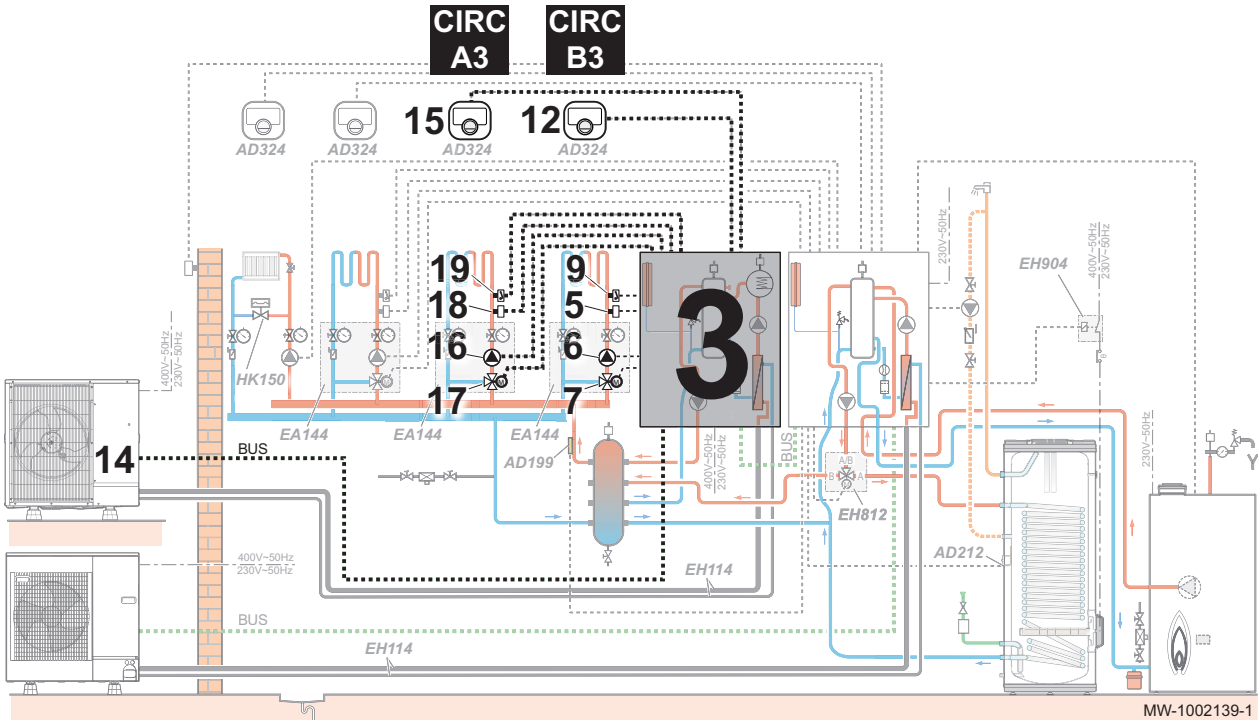 CIRC
A3
CIRC
B3
15
12
AD324
AD324
AD324
AD324
230V~50Hz
400V~50Hz
230V~50Hz
EH904
19
9
18
5
3
400V~50Hz
230V~50Hz
HK150
16
6
17
7
EA144
EA144
EA144
BUS
14
AD199
400V~50Hz
230V~50Hz
BUS
A/B
B
A
M
EH812
230V~50Hz
Y
AD212
400V~50Hz
230V~50Hz
EH114
BUS
EH114
MW-1002139-1